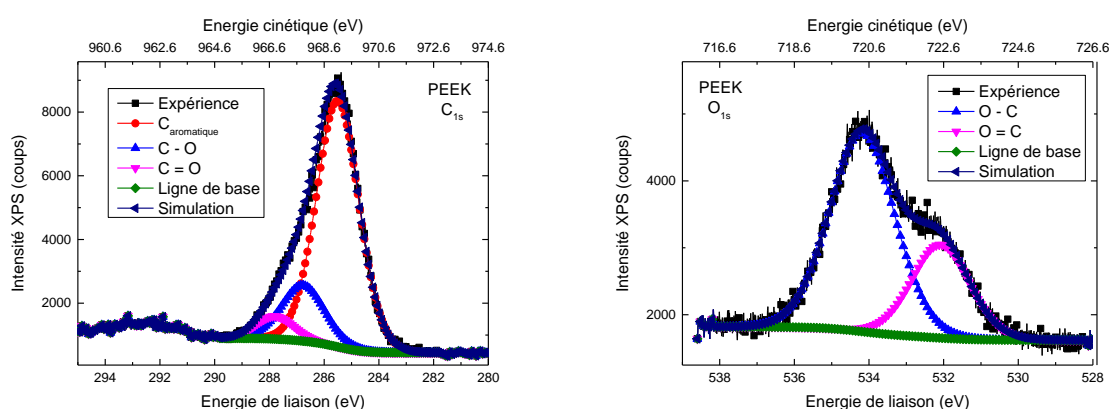 Energie cinétique (eV)
960.6 962.6 964.6 966.6 968.6 970.6 972.6 974.6
PEEK
C1s
Expérience
Caromatique
C - O
C = O
Ligne de base
Simulation
Intensité XPS (coups)
8000
6000
4000
2000
294 292 290 288 286 284 282 280
Energie de liaison (eV)
Energie cinétique (eV)
716.6 718.6 720.6 722.6 724.6 726.6
PEEK
O1s
Expérience
O - C
O = C
Ligne de base
Simulation
Intensité XPS (coups)
4000
2000
538 536 534 532 530 528
Energie de liaison (eV)